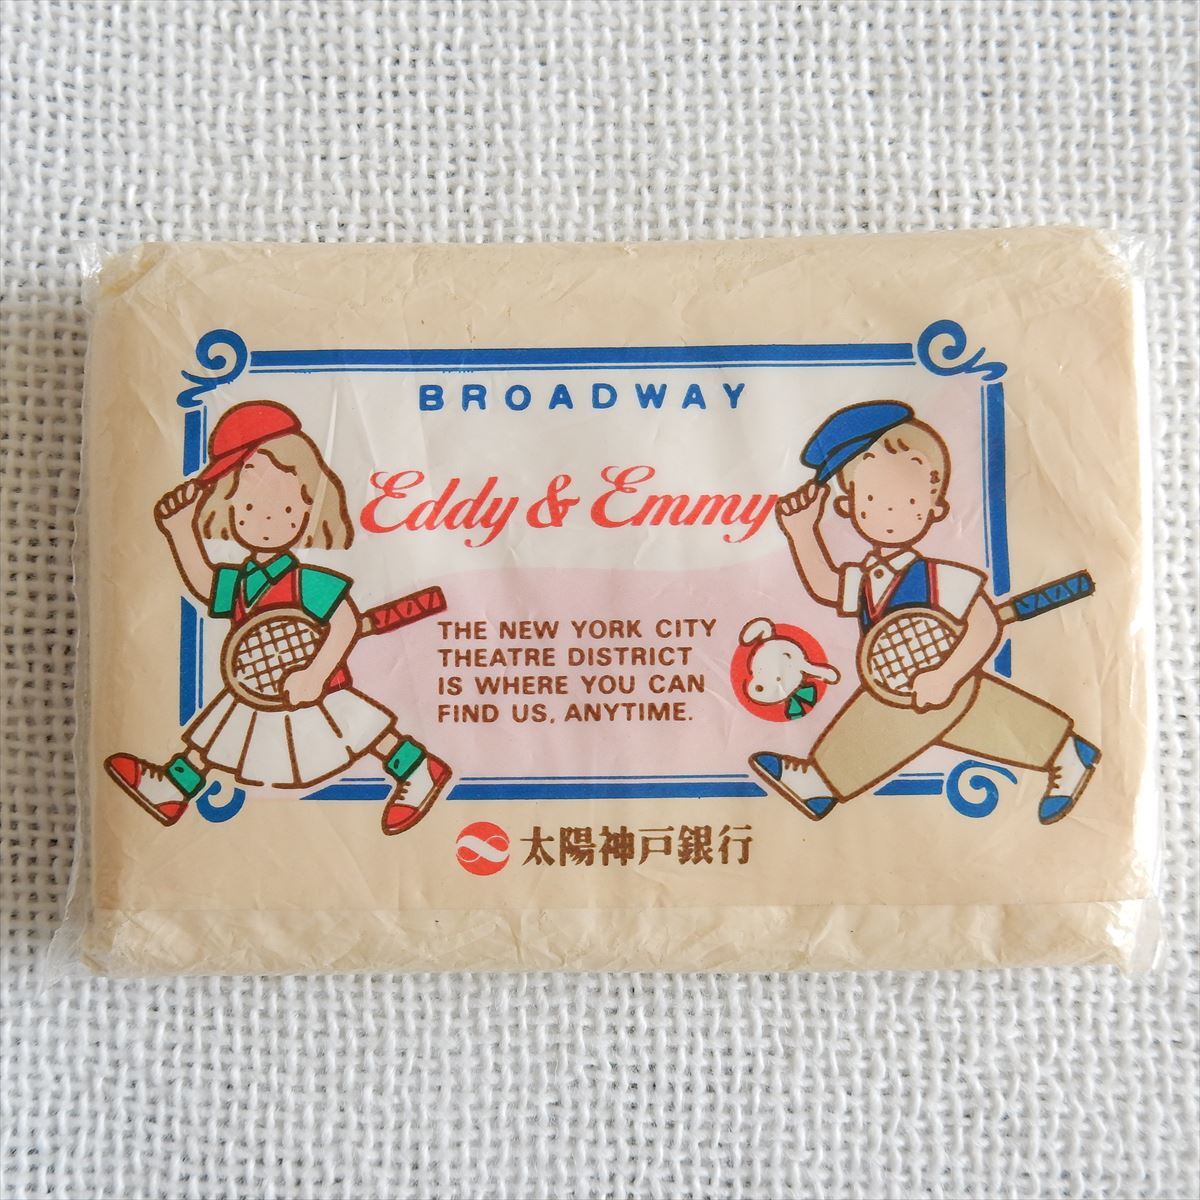 BROADWAY
Eddy & Emmy
THE NEW YORK CITY
THEATRE DISTRICT
IS WHERE YOU CAN
FIND US, ANYTIME.
太陽神戸銀行